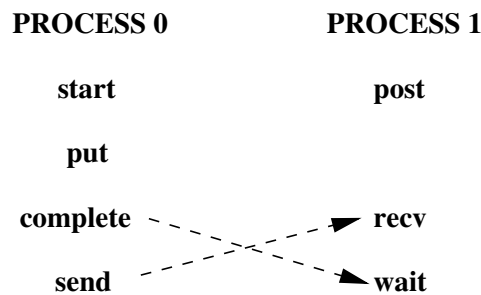 PROCESS 0 PROCESS 1
start post
put
complete recv
send wait